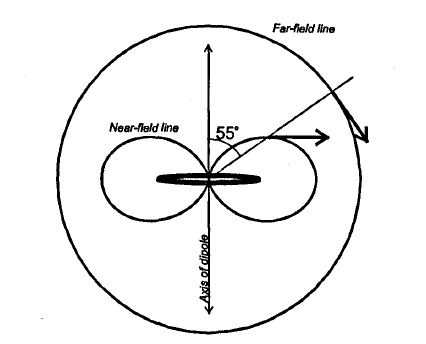 Far-field line
Near-field line
55°
Axis of dipole